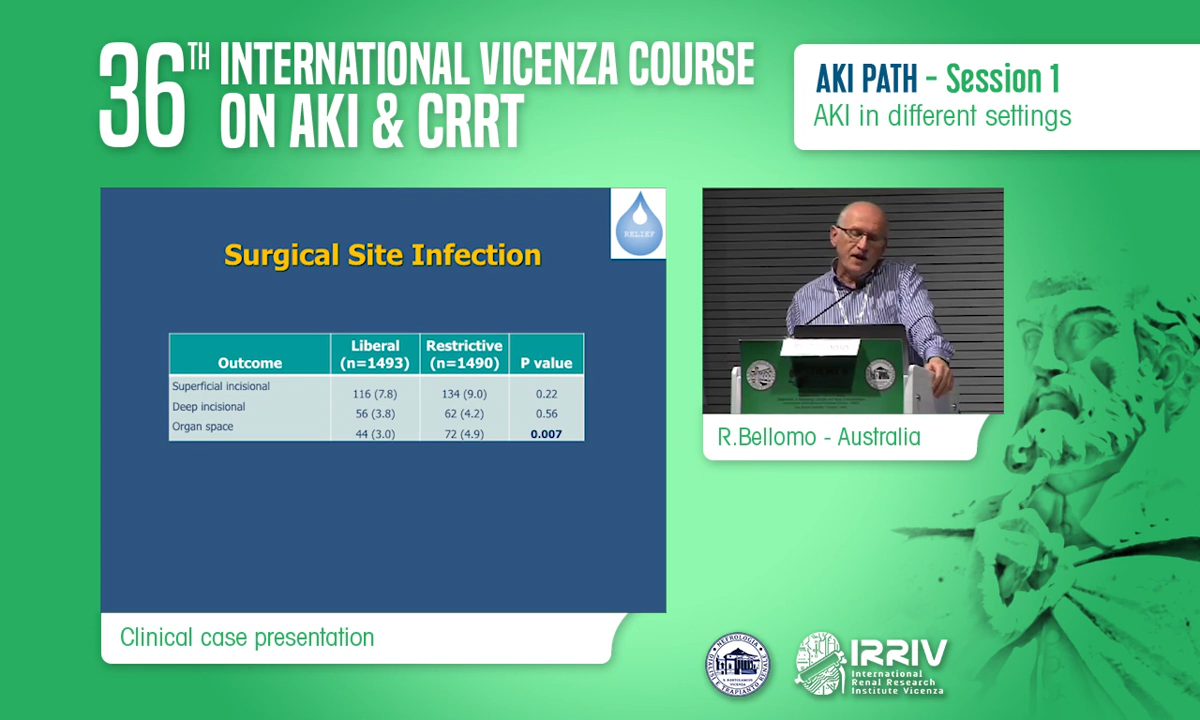 36TH INTERNATIONAL VICENZA COURSE
ON AKI & CRRT
AKI PATH - Session 1
AKI in different settings
RELIEF
Surgical Site Infection
Outcome Liberal (n=1493) Restrictive (n=1490) P value
Superficial incisional 116 (7.8) 134 (9.0) 0.22
Deep incisional 56 (3.8) 62 (4.2) 0.56
Organ space 44 (3.0) 72 (4.9) 0.007
R.Bellomo - Australia
Clinical case presentation
IRRIV
International
Renal Research
Institute Vicenza